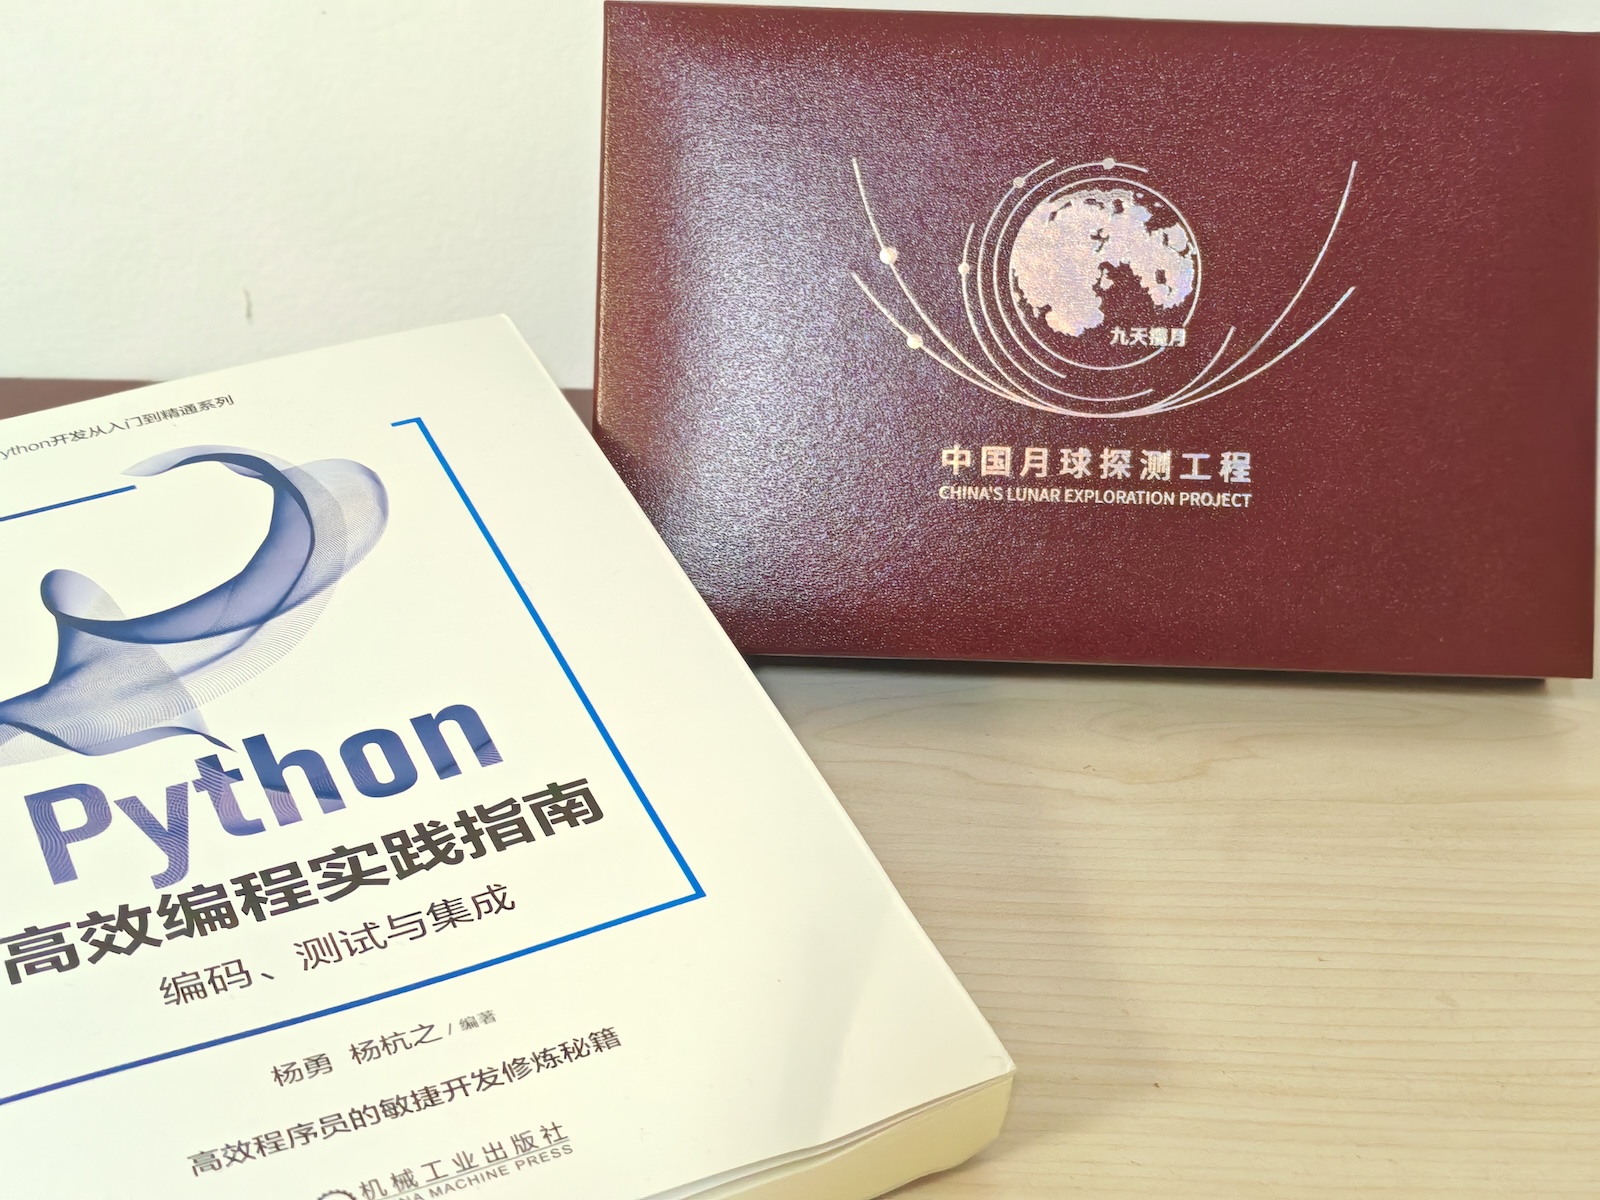 九天揽月
中国月球探测工程
CHINA'S LUNAR EXPLORATION PROJECT
ython开发从入门到精通系列
Python
高效编程实践指南
编码、测试与集成
杨勇 杨杭之 / 编著
高效程序员的敏捷开发修炼秘籍
机械工业出版社
NA MACHINE PRESS